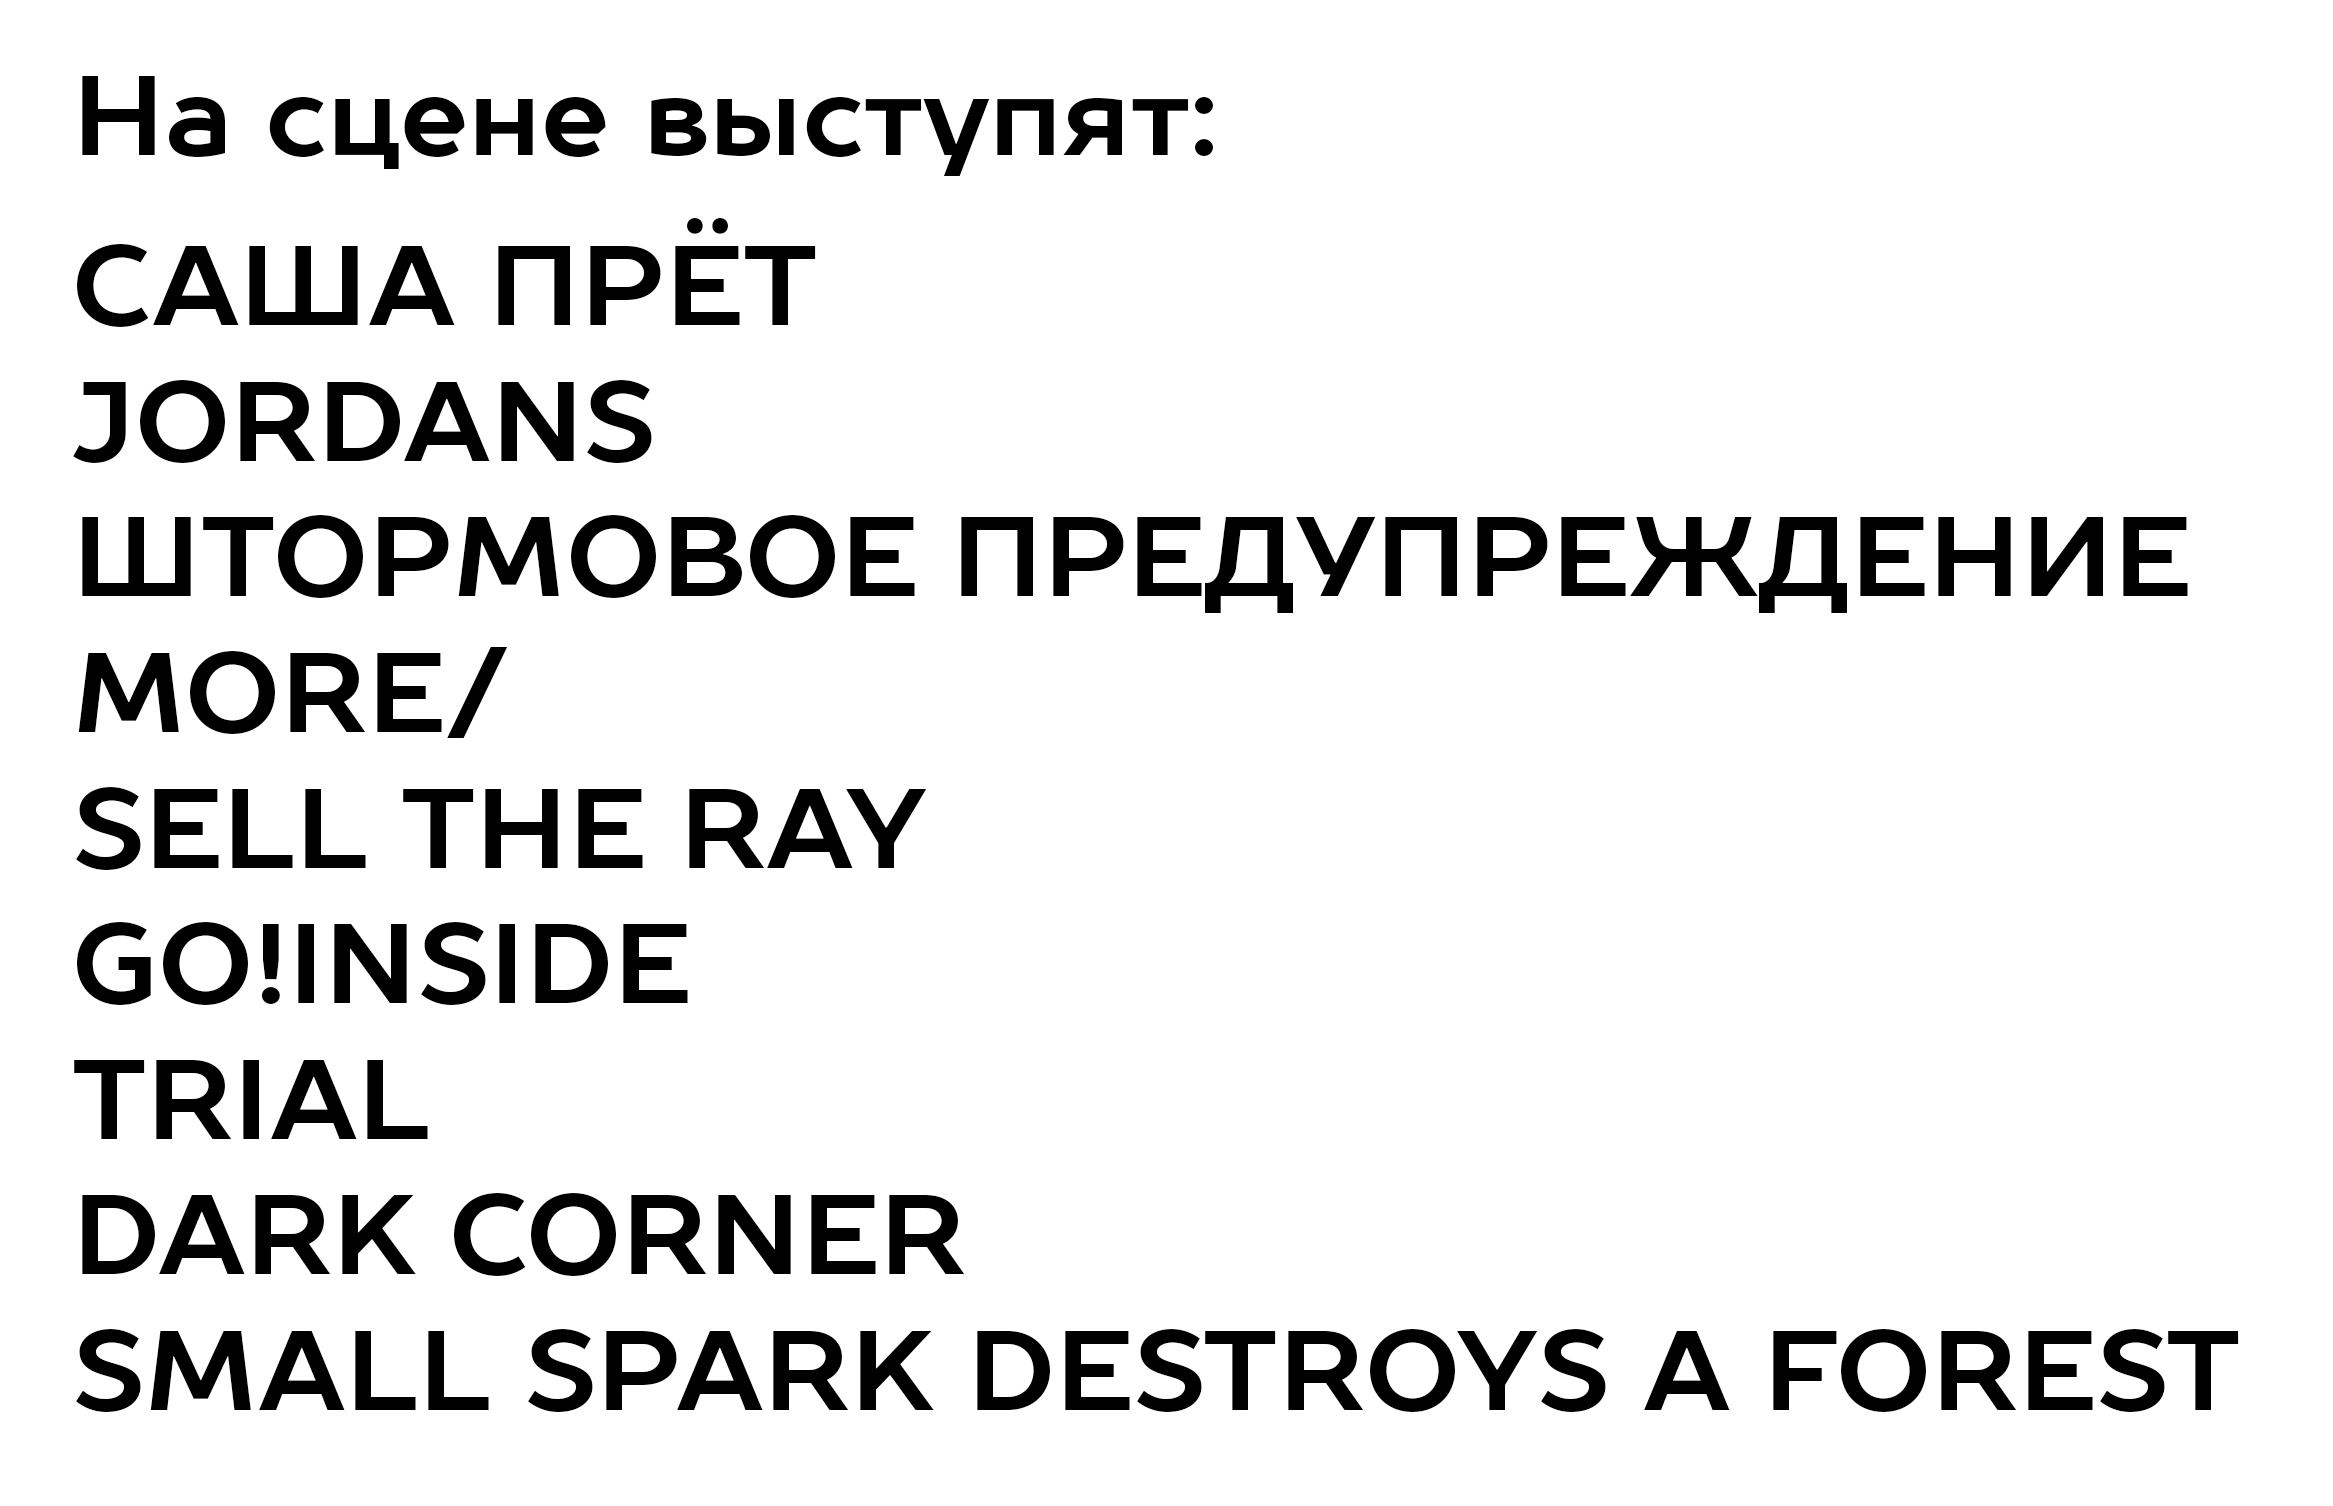 На сцене выступят:
САША ПРЁТ
JORDANS
ШТОРМОВОЕ ПРЕДУПРЕЖДЕНИЕ
MORE/
SELL THE RAY
GO!INSIDE
TRIAL
DARK CORNER
SMALL SPARK DESTROYS A FOREST